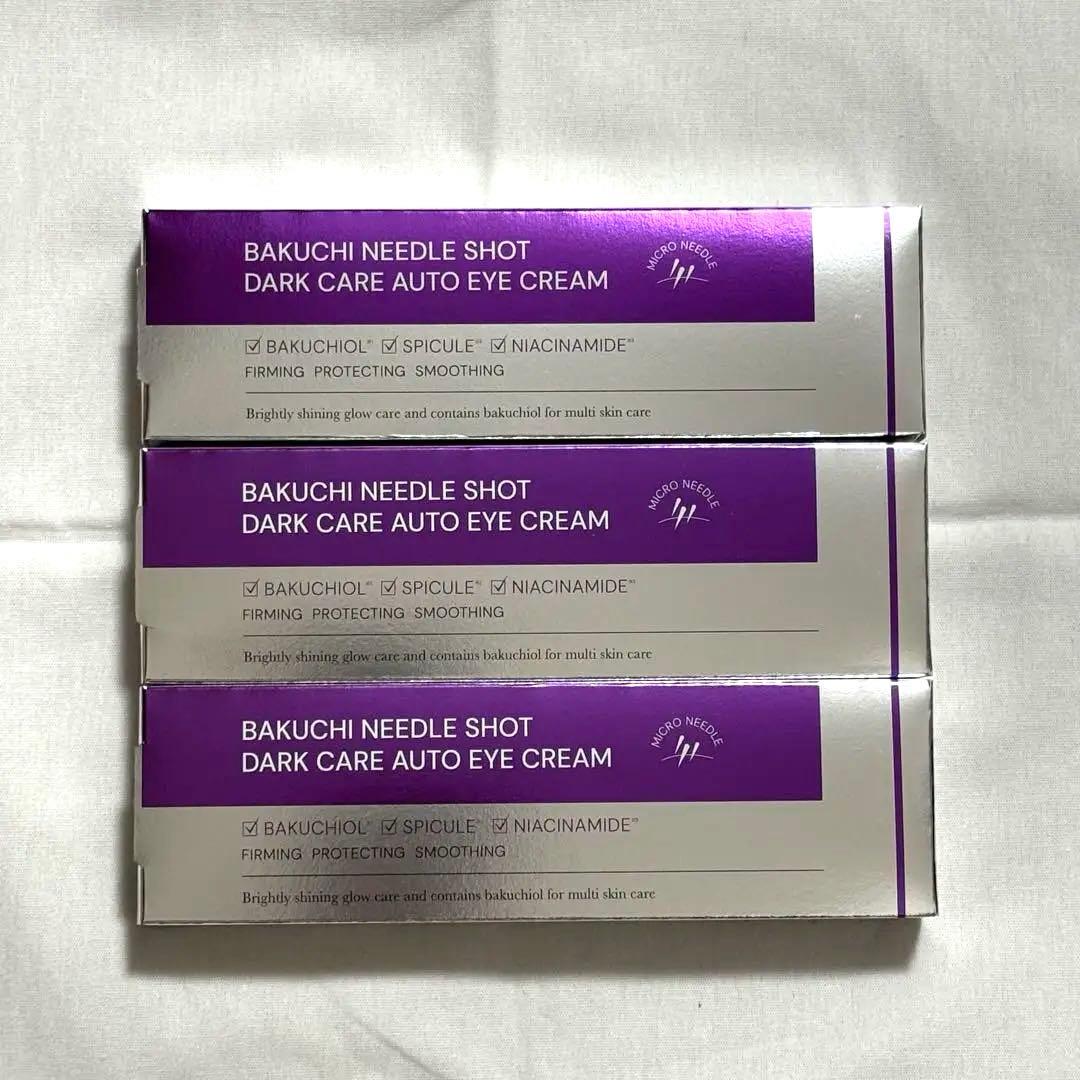 BAKUCHI NEEDLE SHOT
DARK CARE AUTO EYE CREAM
MICRO NEEDLE
☑ BAKUCHIOL ☑ SPICULE ☑ NIACINAMIDE
FIRMING PROTECTING SMOOTHING
Brightly shining glow care and contains bakuchiol for multi skin care
BAKUCHI NEEDLE SHOT
DARK CARE AUTO EYE CREAM
MICRO NEEDLE
☑ BAKUCHIOL ☑ SPICULE ☑ NIACINAMIDE
FIRMING PROTECTING SMOOTHING
Brightly shining glow care and contains bakuchiol for multi skin care
BAKUCHI NEEDLE SHOT
DARK CARE AUTO EYE CREAM
MICRO NEEDLE
☑ BAKUCHIOL ☑ SPICULE ☑ NIACINAMIDE
FIRMING PROTECTING SMOOTHING
Brightly shining glow care and contains bakuchiol for multi skin care